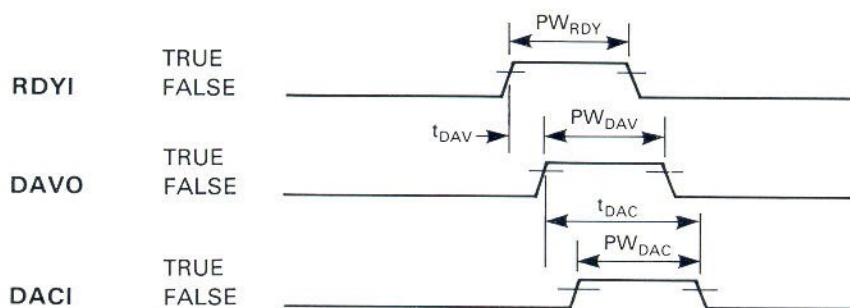 PW_RDY
TRUE
RDYI FALSE
PW_DAV
t_DAV
TRUE
DAVO FALSE
t_DAC
PW_DAC
TRUE
DACI FALSE